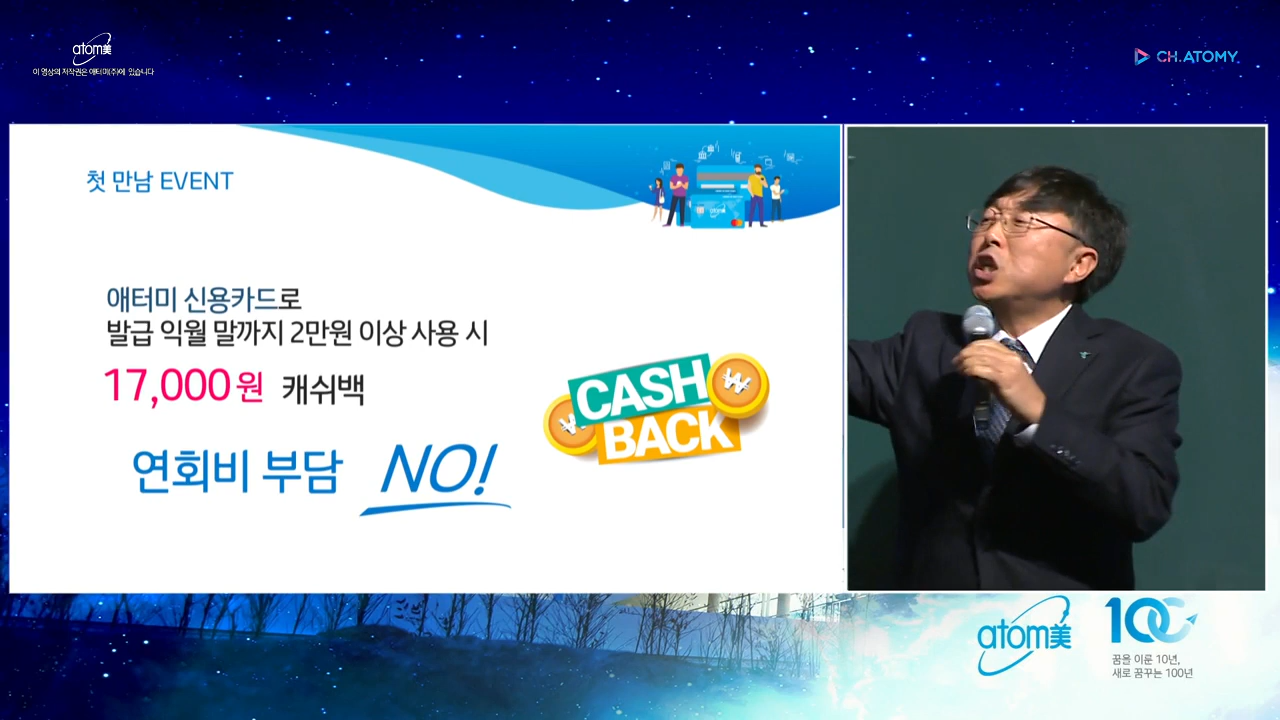 atom美
이 영상의 저작권은 애터미(주)에 있습니다
CH.ATOMY
첫 만남 EVENT
애터미 신용카드로
발급 익월 말까지 2만원 이상 사용 시
17,000원 캐쉬백
CASH
BACK
연회비 부담 NO!
atom美
100
꿈을 이룬 10년,
새로 꿈꾸는 100년